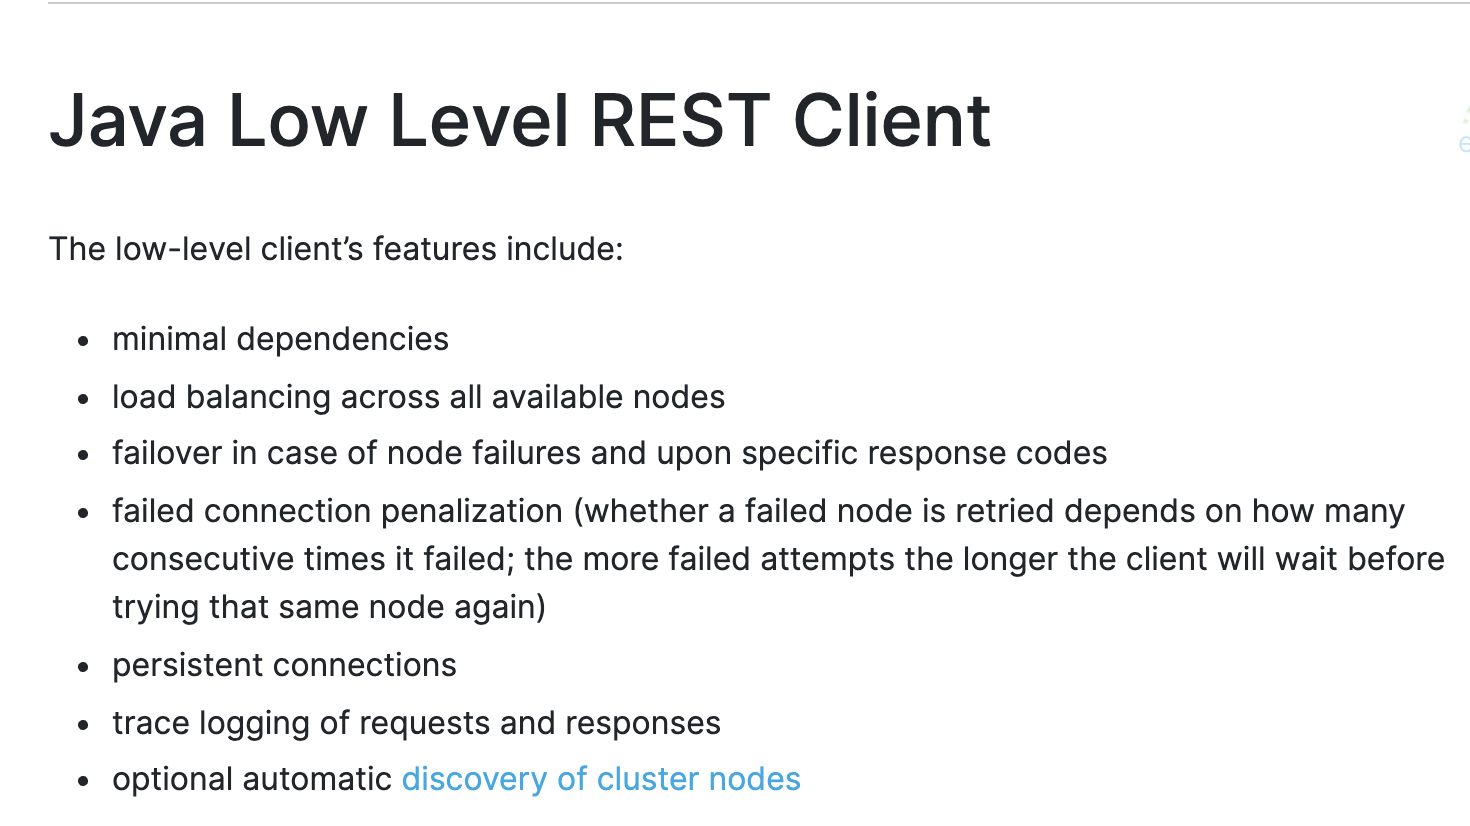 Java Low Level REST Client
The low-level client’s features include:
• minimal dependencies
• load balancing across all available nodes
• failover in case of node failures and upon specific response codes
• failed connection penalization (whether a failed node is retried depends on how many
consecutive times it failed; the more failed attempts the longer the client will wait before
trying that same node again)
• persistent connections
• trace logging of requests and responses
• optional automatic discovery of cluster nodes